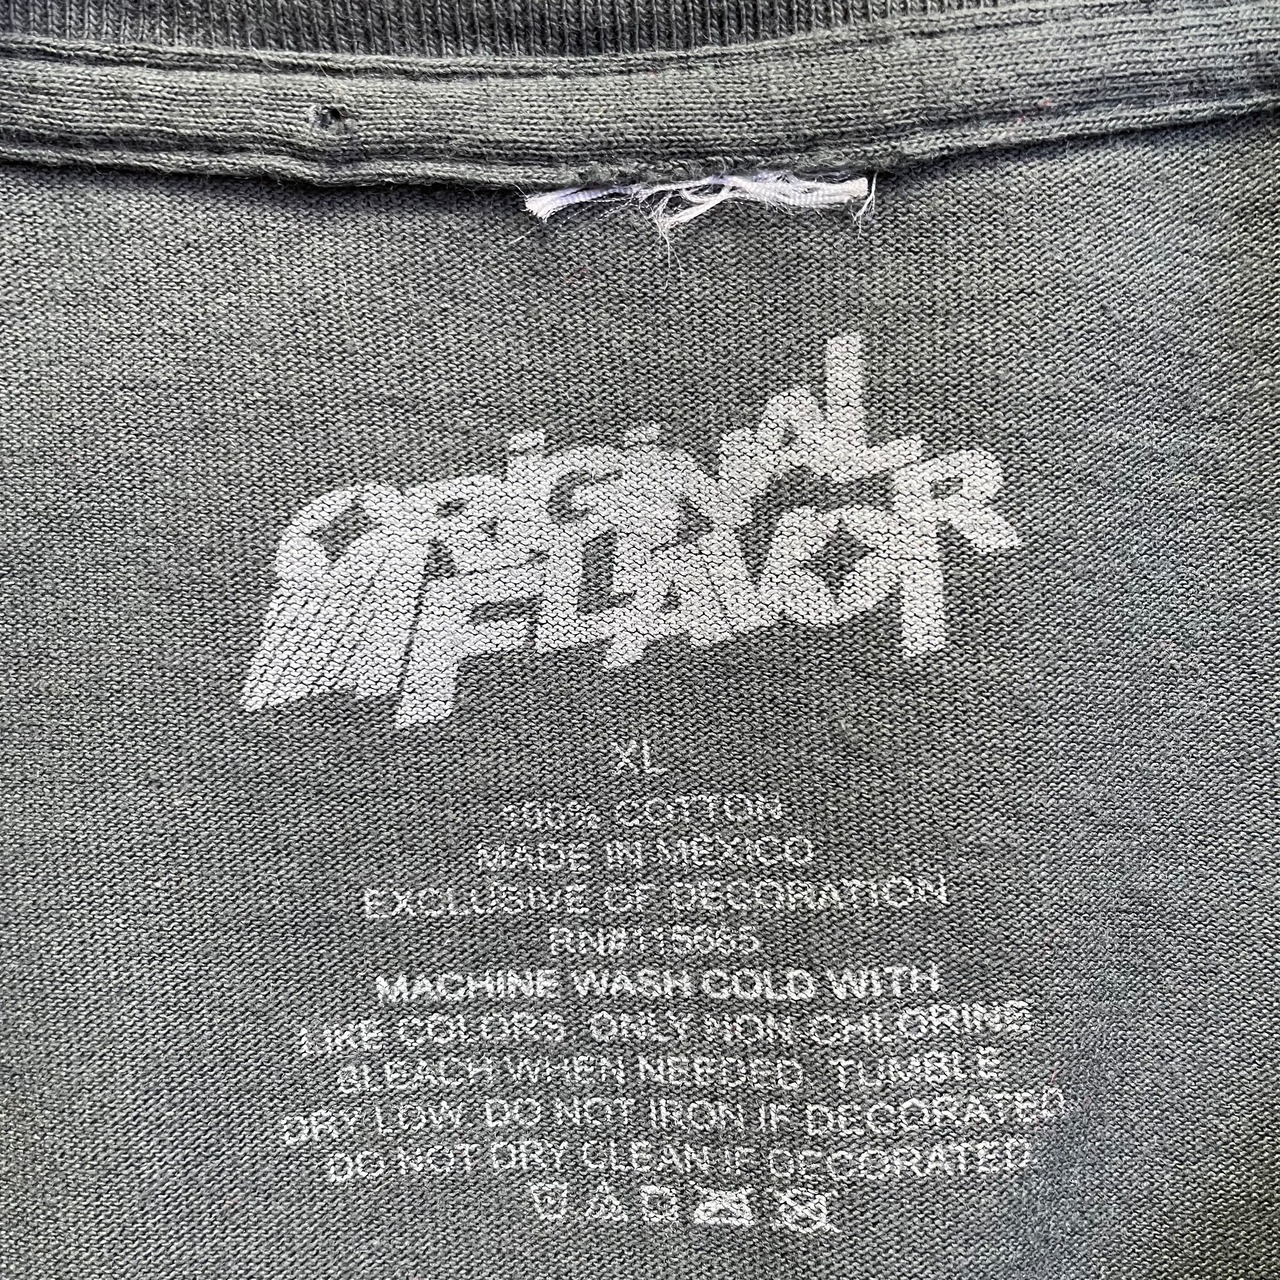 ORiGiNAL
FLAVOR
XL
100% COTTON
MADE IN MEXICO
EXCLUSIVE OF DECORATION
MACHINE WASH COLD WITH
LIKE COLORS, ONLY NON-CHLORINE
BLEACH WHEN NEEDED, TUMBLE
DRY LOW, DO NOT IRON IF DECORATED,
DO NOT DRY CLEAN IF DECORATED